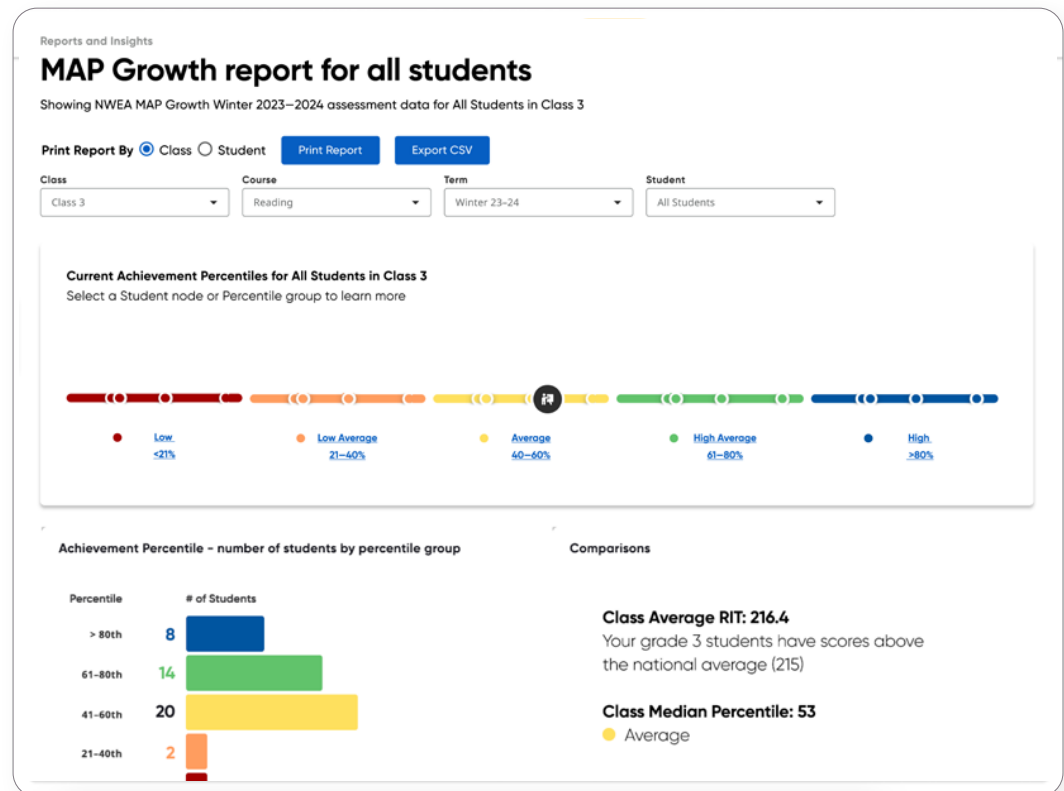 Reports and Insights
MAP Growth report for all students
Showing NWEA MAP Growth Winter 2023–2024 assessment data for All Students in Class 3
Print Report By Class Student Print Report Export CSV
Class Course Term Student
Class 3 Reading Winter 23–24 All Students
Current Achievement Percentiles for All Students in Class 3
Select a Student node or Percentile group to learn more
Low Low Average Average High Average High
<21% 21–40% 40–60% 61–80% >80%
Achievement Percentile - number of students by percentile group
Percentile # of Students
> 80th 8
61-80th 14
41-60th 20
21-40th 2
Comparisons
Class Average RIT: 216.4
Your grade 3 students have scores above
the national average (215)
Class Median Percentile: 53
Average